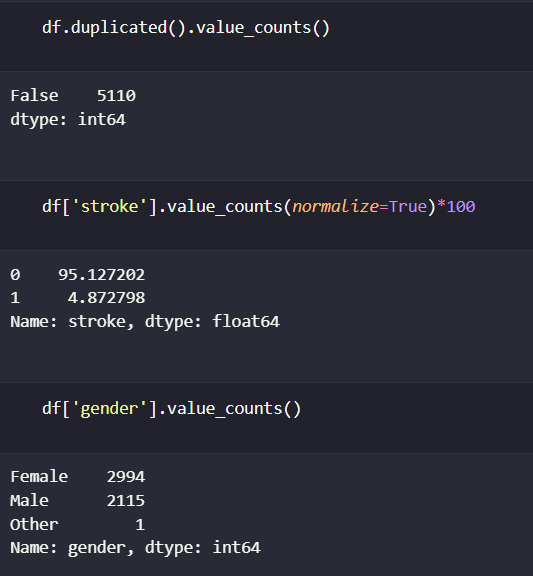 df.duplicated().value_counts()
False    5110
dtype: int64
df['stroke'].value_counts(normalize=True)*100
0    95.127202
1     4.872798
Name: stroke, dtype: float64
df['gender'].value_counts()
Female    2994
Male      2115
Other        1
Name: gender, dtype: int64